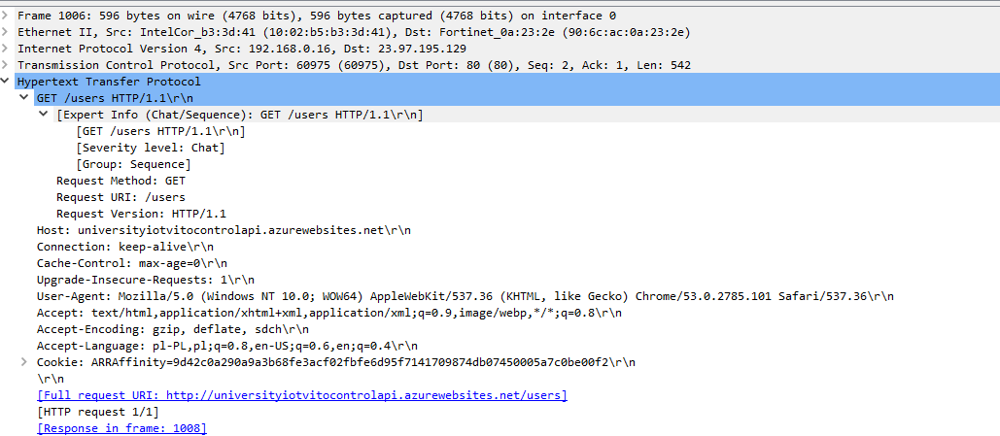 Frame 1006: 596 bytes on wire (4768 bits), 596 bytes captured (4768 bits) on interface 0
Ethernet II, Src: IntelCor_b3:3d:41 (10:02:b5:b3:3d:41), Dst: Fortinet_0a:23:2e (90:6c:ac:0a:23:2e)
Internet Protocol Version 4, Src: 192.168.0.16, Dst: 23.97.195.129
Transmission Control Protocol, Src Port: 60975 (60975), Dst Port: 80 (80), Seq: 2, Ack: 1, Len: 542
Hypertext Transfer Protocol
GET /users HTTP/1.1\r\n
[Expert Info (Chat/Sequence): GET /users HTTP/1.1\r\n]
[GET /users HTTP/1.1\r\n]
[Severity level: Chat]
[Group: Sequence]
Request Method: GET
Request URI: /users
Request Version: HTTP/1.1
Host: universityiotvitocontrolapi.azurewebsites.net\r\n
Connection: keep-alive\r\n
Cache-Control: max-age=0\r\n
Upgrade-Insecure-Requests: 1\r\n
User-Agent: Mozilla/5.0 (Windows NT 10.0; WOW64) AppleWebKit/537.36 (KHTML, like Gecko) Chrome/53.0.2785.101 Safari/537.36\r\n
Accept: text/html,application/xhtml+xml,application/xml;q=0.9,image/webp,*/*;q=0.8\r\n
Accept-Encoding: gzip, deflate, sdch\r\n
Accept-Language: pl-PL,pl;q=0.8,en-US;q=0.6,en;q=0.4\r\n
Cookie: ARRAffinity=9d42c0a290a9a3b68fe3acf02fbfe6d95f7141709874db07450005a7c0be00f2\r\n
\r\n
[Full request URI: http://universityiotvitocontrolapi.azurewebsites.net/users]
[HTTP request 1/1]
[Response in frame: 1008]